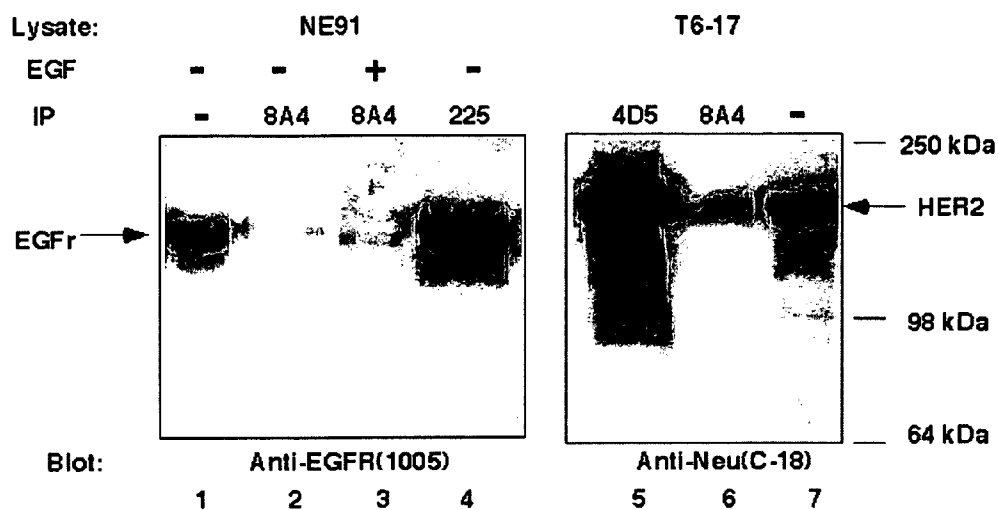 Lysate: NE91 T6-17
EGF - - + -
IP - 8A4 8A4 225 4D5 8A4 -
250 kDa
EGFr HER2
98 kDa
64 kDa
Blot: Anti-EGFR(1005) Anti-Neu(C-18)
1 2 3 4 5 6 7